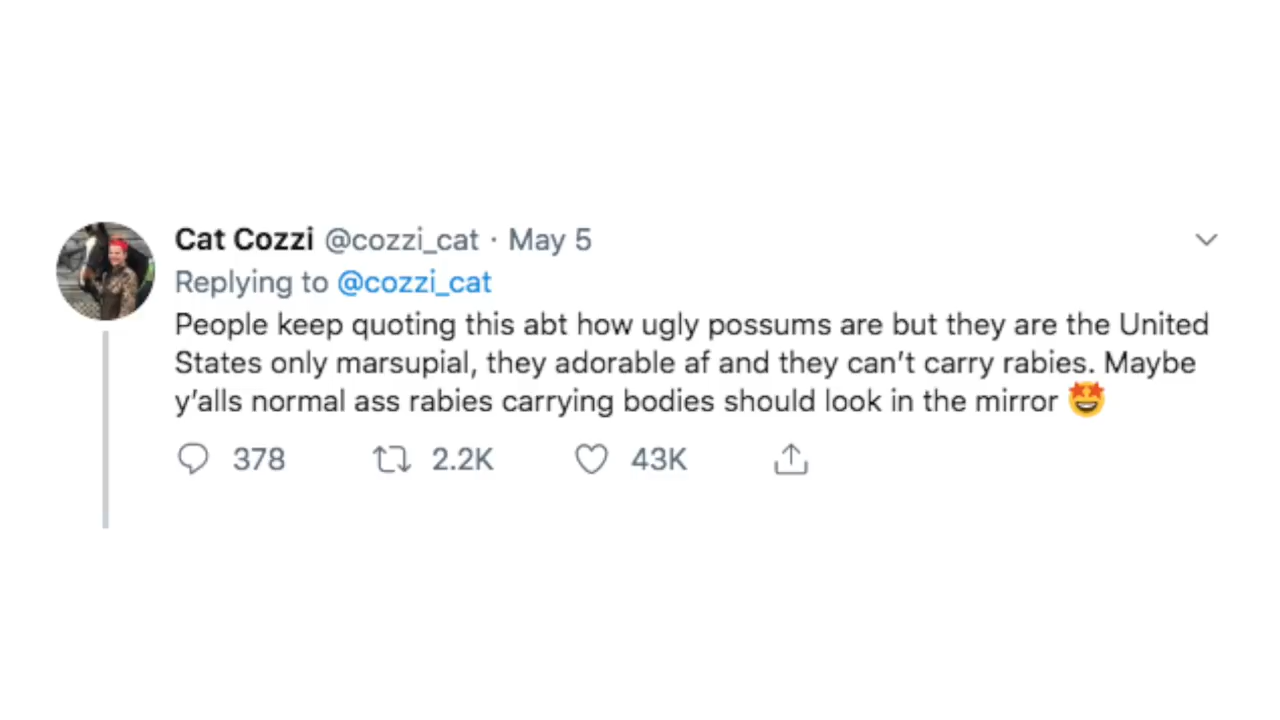 Cat Cozzi @cozzi_cat · May 5
Replying to @cozzi_cat
People keep quoting this abt how ugly possums are but they are the United
States only marsupial, they adorable af and they can’t carry rabies. Maybe
y’alls normal ass rabies carrying bodies should look in the mirror 🤩
378 2.2K 43K